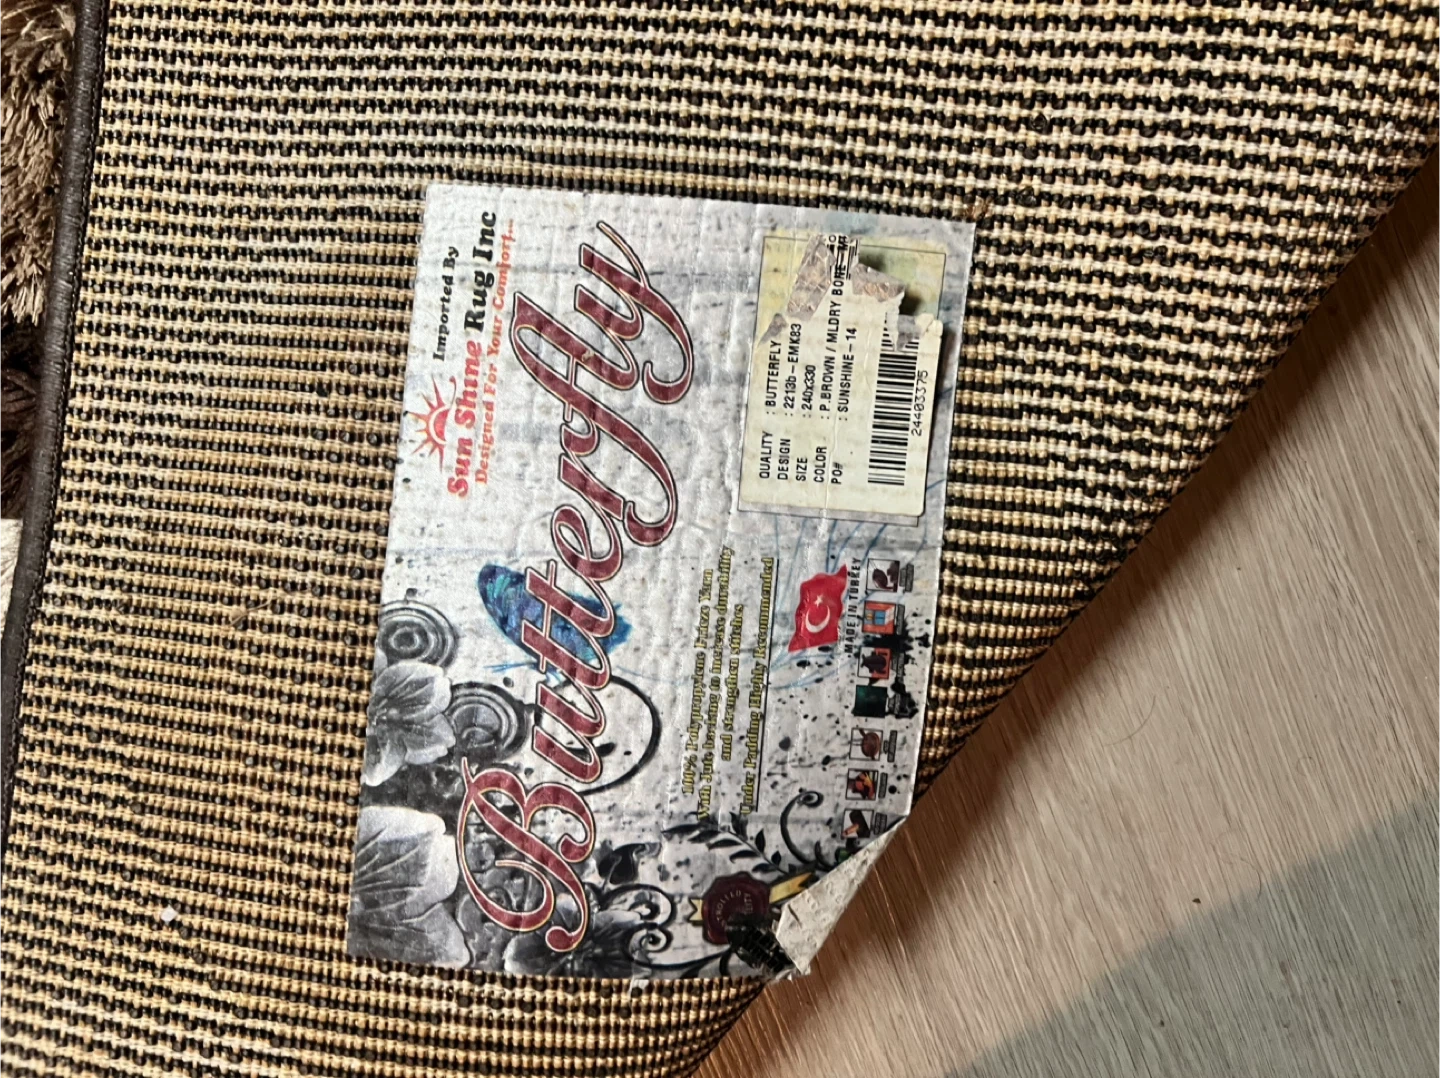 Imported By
Sun Shine Rug Inc
Designed For Your Comfort...
Butterfly
100% Polypropylene Frieze Yarn
With Jute backing to increase durability
and strengthen stitches
Under Padding Highly Recommended
QUALITY : BUTTERFLY
DESIGN : 2213b-EMK83
SIZE : 240x330
COLOR : P.BROWN / MLDRY BONE
PO# : SUNSHINE-14
24403375
MADE IN TURKEY